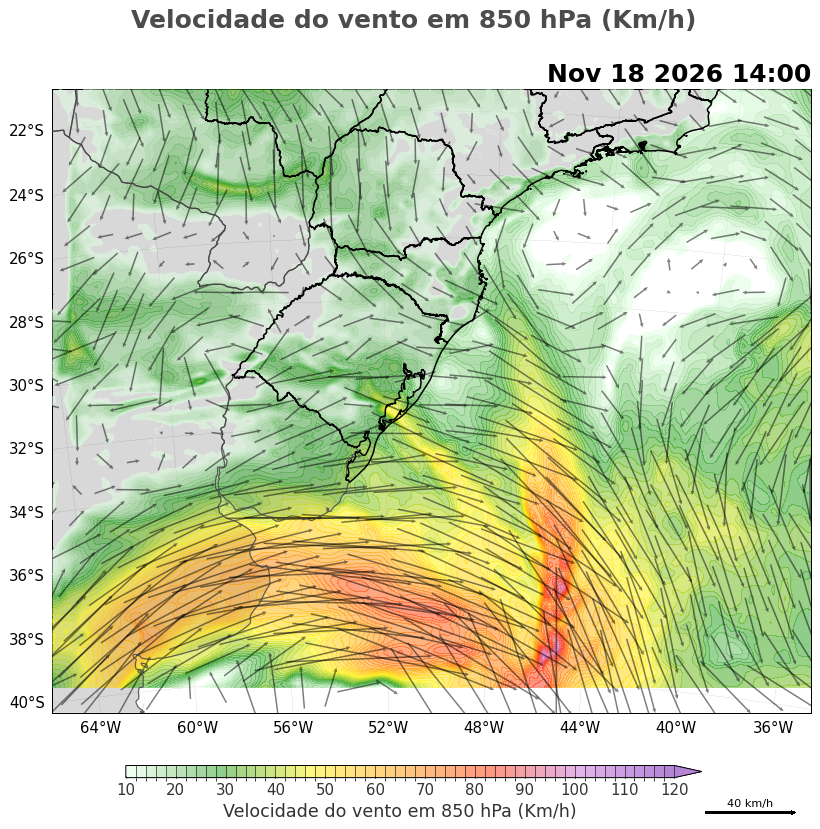 Velocidade do vento em 850 hPa (Km/h)
Nov 18 2026 14:00
22°S
24°S
26°S
28°S
30°S
32°S
34°S
36°S
38°S
40°S
64°W 60°W 56°W 52°W 48°W 44°W 40°W 36°W
10 20 30 40 50 60 70 80 90 100 110 120
Velocidade do vento em 850 hPa (Km/h)
40 km/h